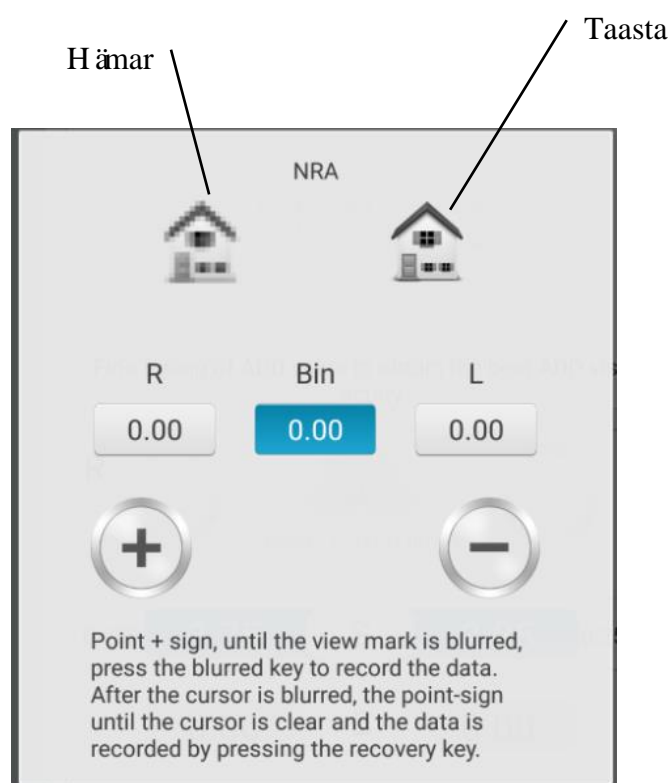 Taasta
Hämar
NRA
R Bin L
0.00 0.00 0.00
+ −
Point + sign, until the view mark is blurred,
press the blurred key to record the data.
After the cursor is blurred, the point-sign
until the cursor is clear and the data is
recorded by pressing the recovery key.